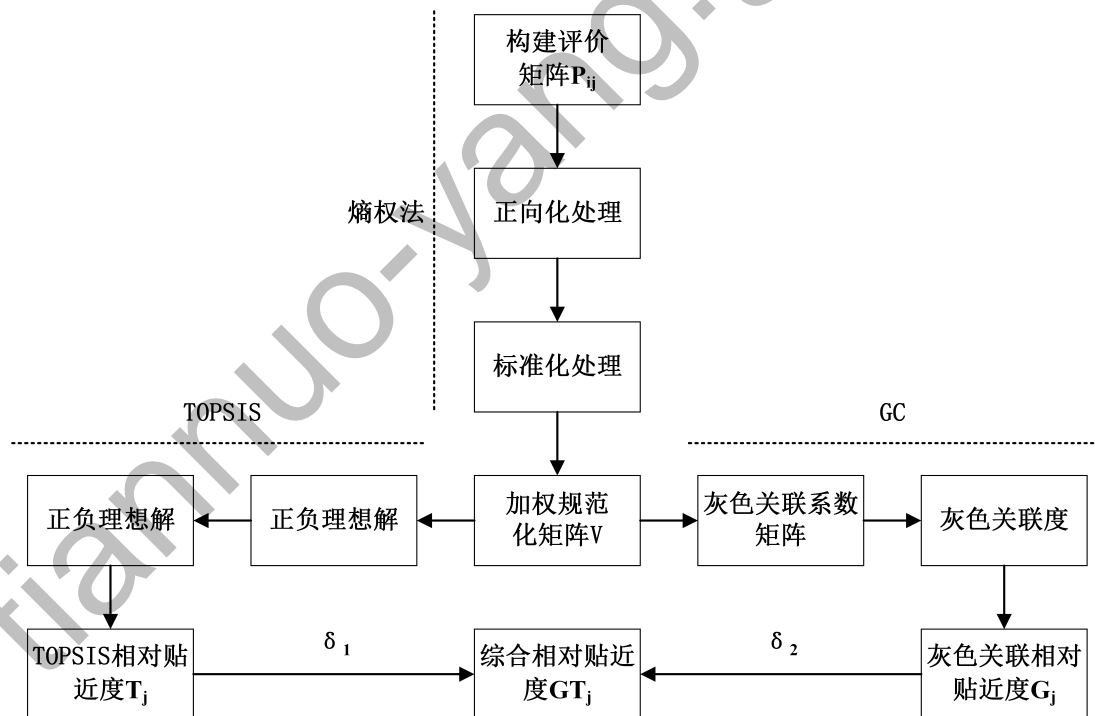 构建评价
矩阵Pij
熵权法
正向化处理
标准化处理
TOPSIS
GC
正负理想解
正负理想解
加权规范
化矩阵V
灰色关联系数
矩阵
灰色关联度
TOPSIS相对贴
近度Tj
δ1
综合相对贴近
度GTj
δ2
灰色关联相对
贴近度Gj
tiannuo-yang.